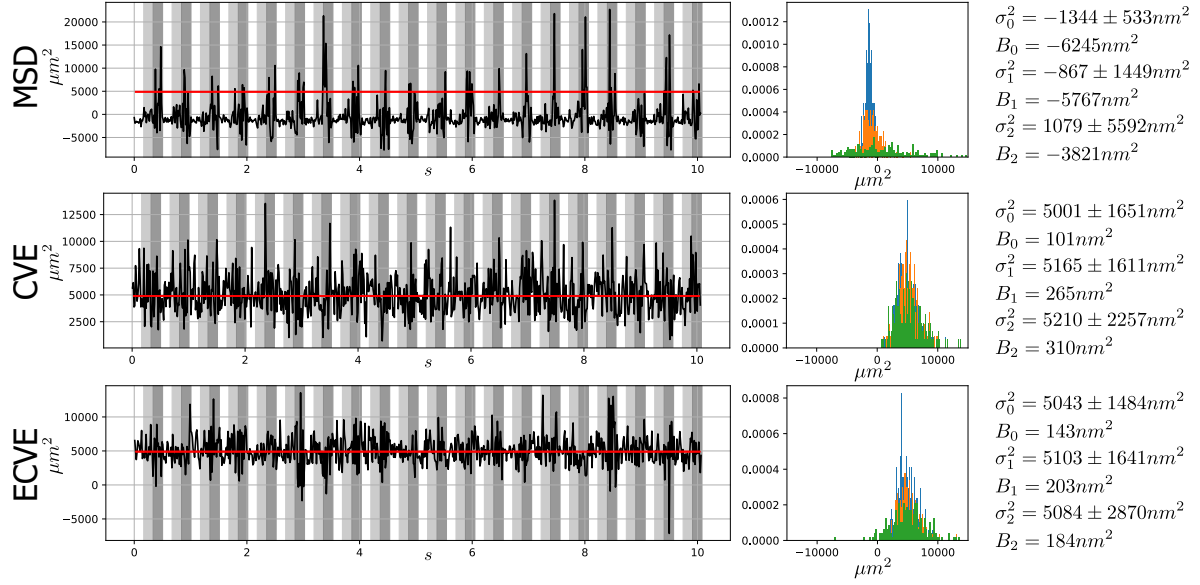 MSD
μm²
20000
15000
10000
5000
0
−5000
0 2 4 6 8 10
s
0.0012
0.0010
0.0008
0.0006
0.0004
0.0002
0.0000
−10000 0 10000
μm²
σ₀² = −1344 ± 533nm²
B₀ = −6245nm²
σ₁² = −867 ± 1449nm²
B₁ = −5767nm²
σ₂² = 1079 ± 5592nm²
B₂ = −3821nm²
CVE
μm²
12500
10000
7500
5000
2500
0 2 4 6 8 10
s
0.0006
0.0005
0.0004
0.0003
0.0002
0.0001
0.0000
−10000 0 10000
μm²
σ₀² = 5001 ± 1651nm²
B₀ = 101nm²
σ₁² = 5165 ± 1611nm²
B₁ = 265nm²
σ₂² = 5210 ± 2257nm²
B₂ = 310nm²
ECVE
μm²
10000
5000
0
−5000
0 2 4 6 8 10
s
0.0008
0.0006
0.0004
0.0002
0.0000
−10000 0 10000
μm²
σ₀² = 5043 ± 1484nm²
B₀ = 143nm²
σ₁² = 5103 ± 1641nm²
B₁ = 203nm²
σ₂² = 5084 ± 2870nm²
B₂ = 184nm²